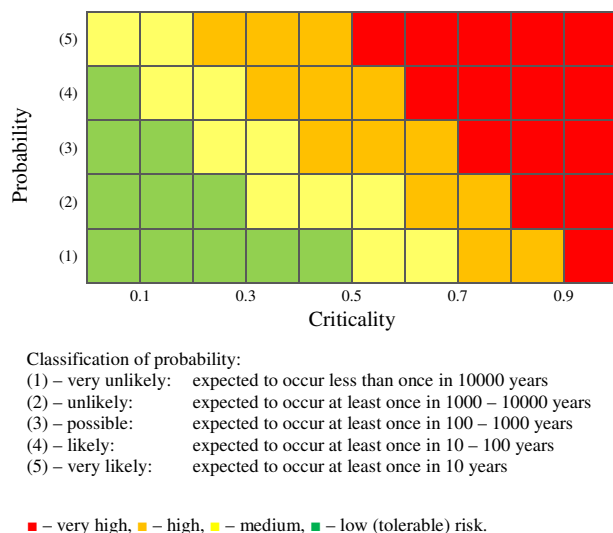 Probability
(5)
(4)
(3)
(2)
(1)
0.1 0.3 0.5 0.7 0.9
Criticality
Classification of probability:
(1) – very unlikely: expected to occur less than once in 10000 years
(2) – unlikely: expected to occur at least once in 1000 – 10000 years
(3) – possible: expected to occur at least once in 100 – 1000 years
(4) – likely: expected to occur at least once in 10 – 100 years
(5) – very likely: expected to occur at least once in 10 years
■ – very high, ■ – high, ■ – medium, ■ – low (tolerable) risk.